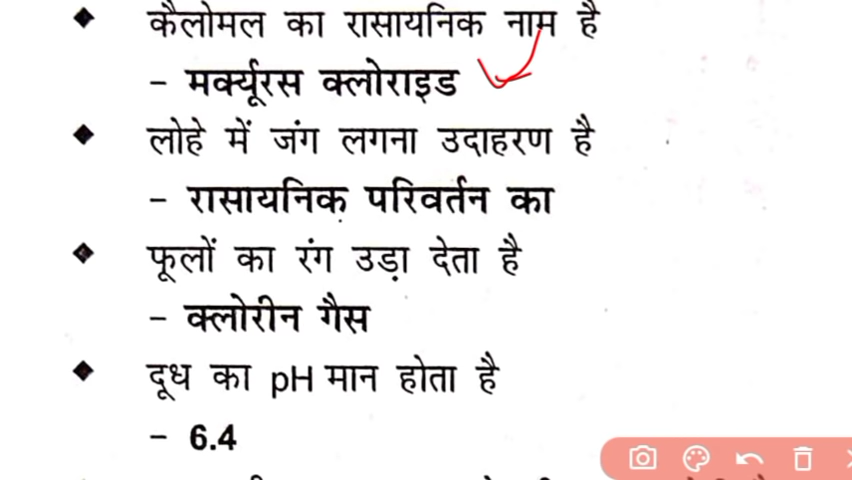 ◆ कैलोमल का रासायनिक नाम है
– मर्क्यूरस क्लोराइड
◆ लोहे में जंग लगना उदाहरण है
– रासायनिक परिवर्तन का
◆ फूलों का रंग उड़ा देता है
– क्लोरीन गैस
◆ दूध का pH मान होता है
– 6.4